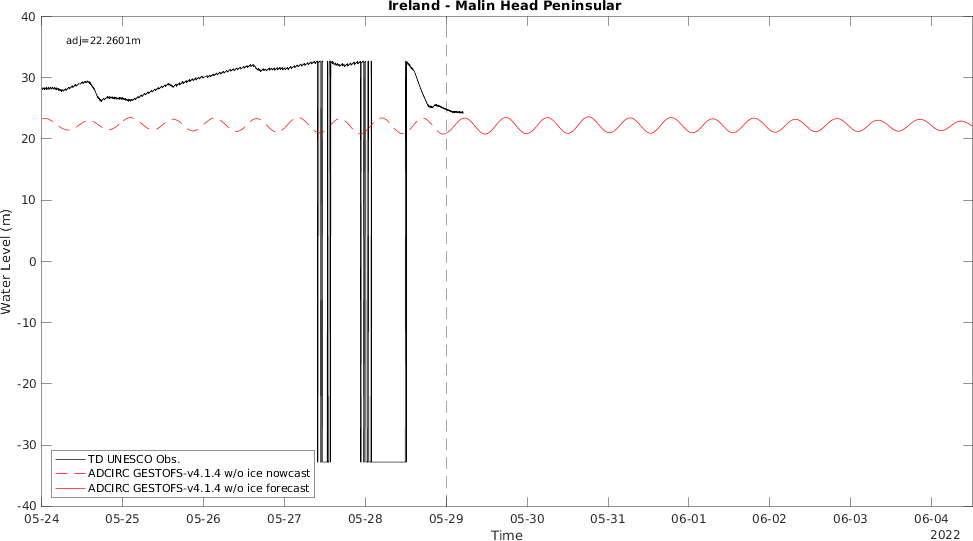 Ireland - Malin Head Peninsular
adj=22.2601m
Water Level (m)
40
30
20
10
0
-10
-20
-30
-40
TD UNESCO Obs.
ADCIRC GESTOFS-v4.1.4 w/o ice nowcast
ADCIRC GESTOFS-v4.1.4 w/o ice forecast
05-24 05-25 05-26 05-27 05-28 05-29 05-30 05-31 06-01 06-02 06-03 06-04
Time
2022